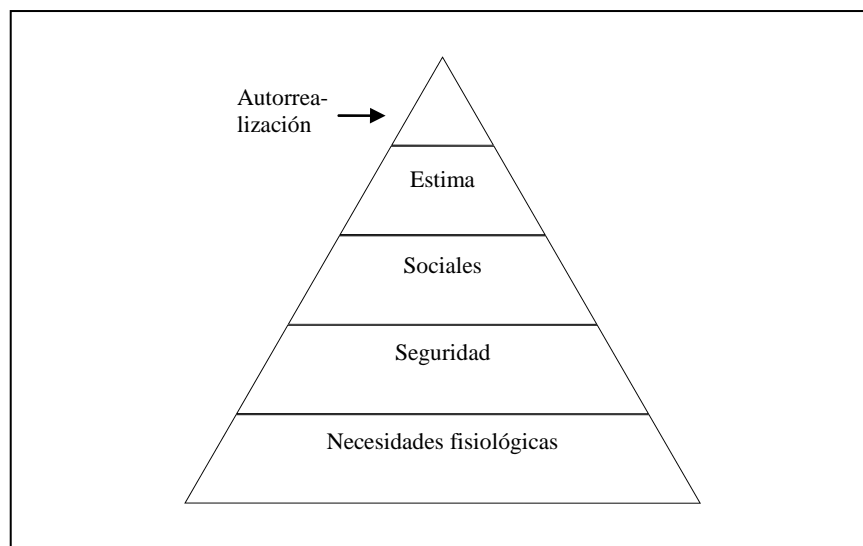 Autorrea-
lización
Estima
Sociales
Seguridad
Necesidades fisiológicas